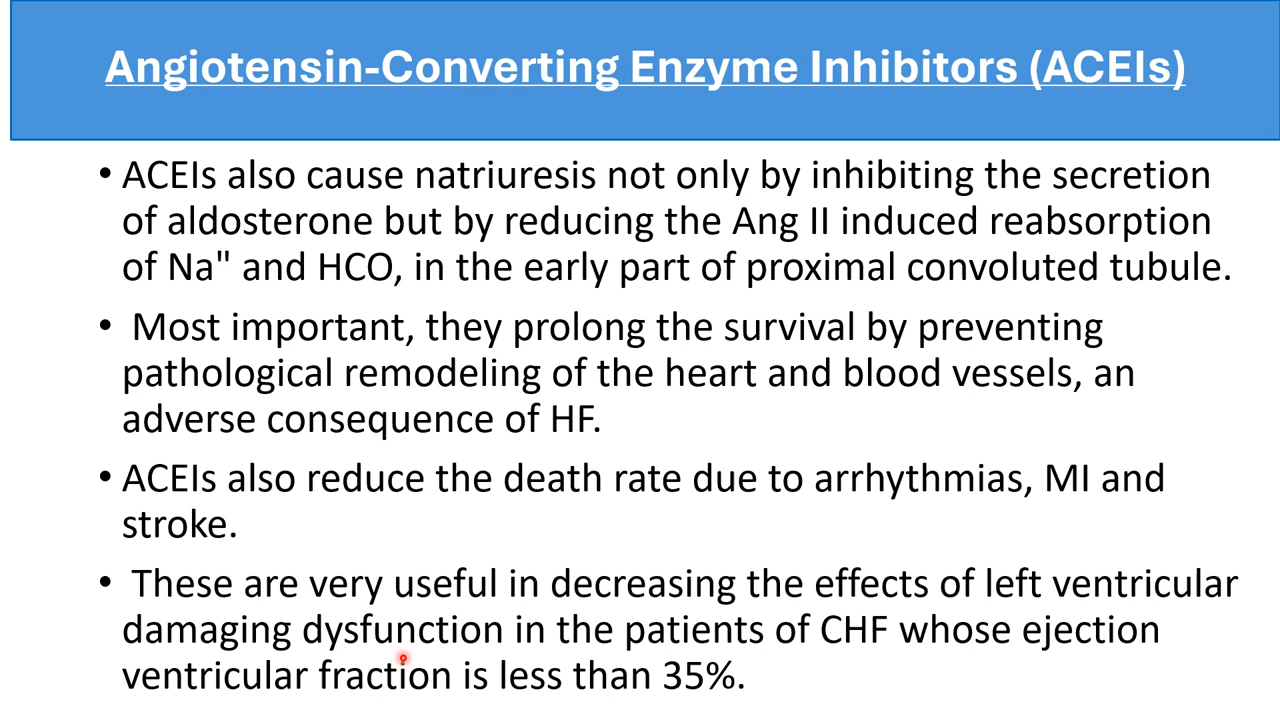 Angiotensin-Converting Enzyme Inhibitors (ACEIs)
• ACEIs also cause natriuresis not only by inhibiting the secretion
of aldosterone but by reducing the Ang II induced reabsorption
of Na" and HCO, in the early part of proximal convoluted tubule.
• Most important, they prolong the survival by preventing
pathological remodeling of the heart and blood vessels, an
adverse consequence of HF.
• ACEIs also reduce the death rate due to arrhythmias, MI and
stroke.
• These are very useful in decreasing the effects of left ventricular
damaging dysfunction in the patients of CHF whose ejection
ventricular fraction is less than 35%.